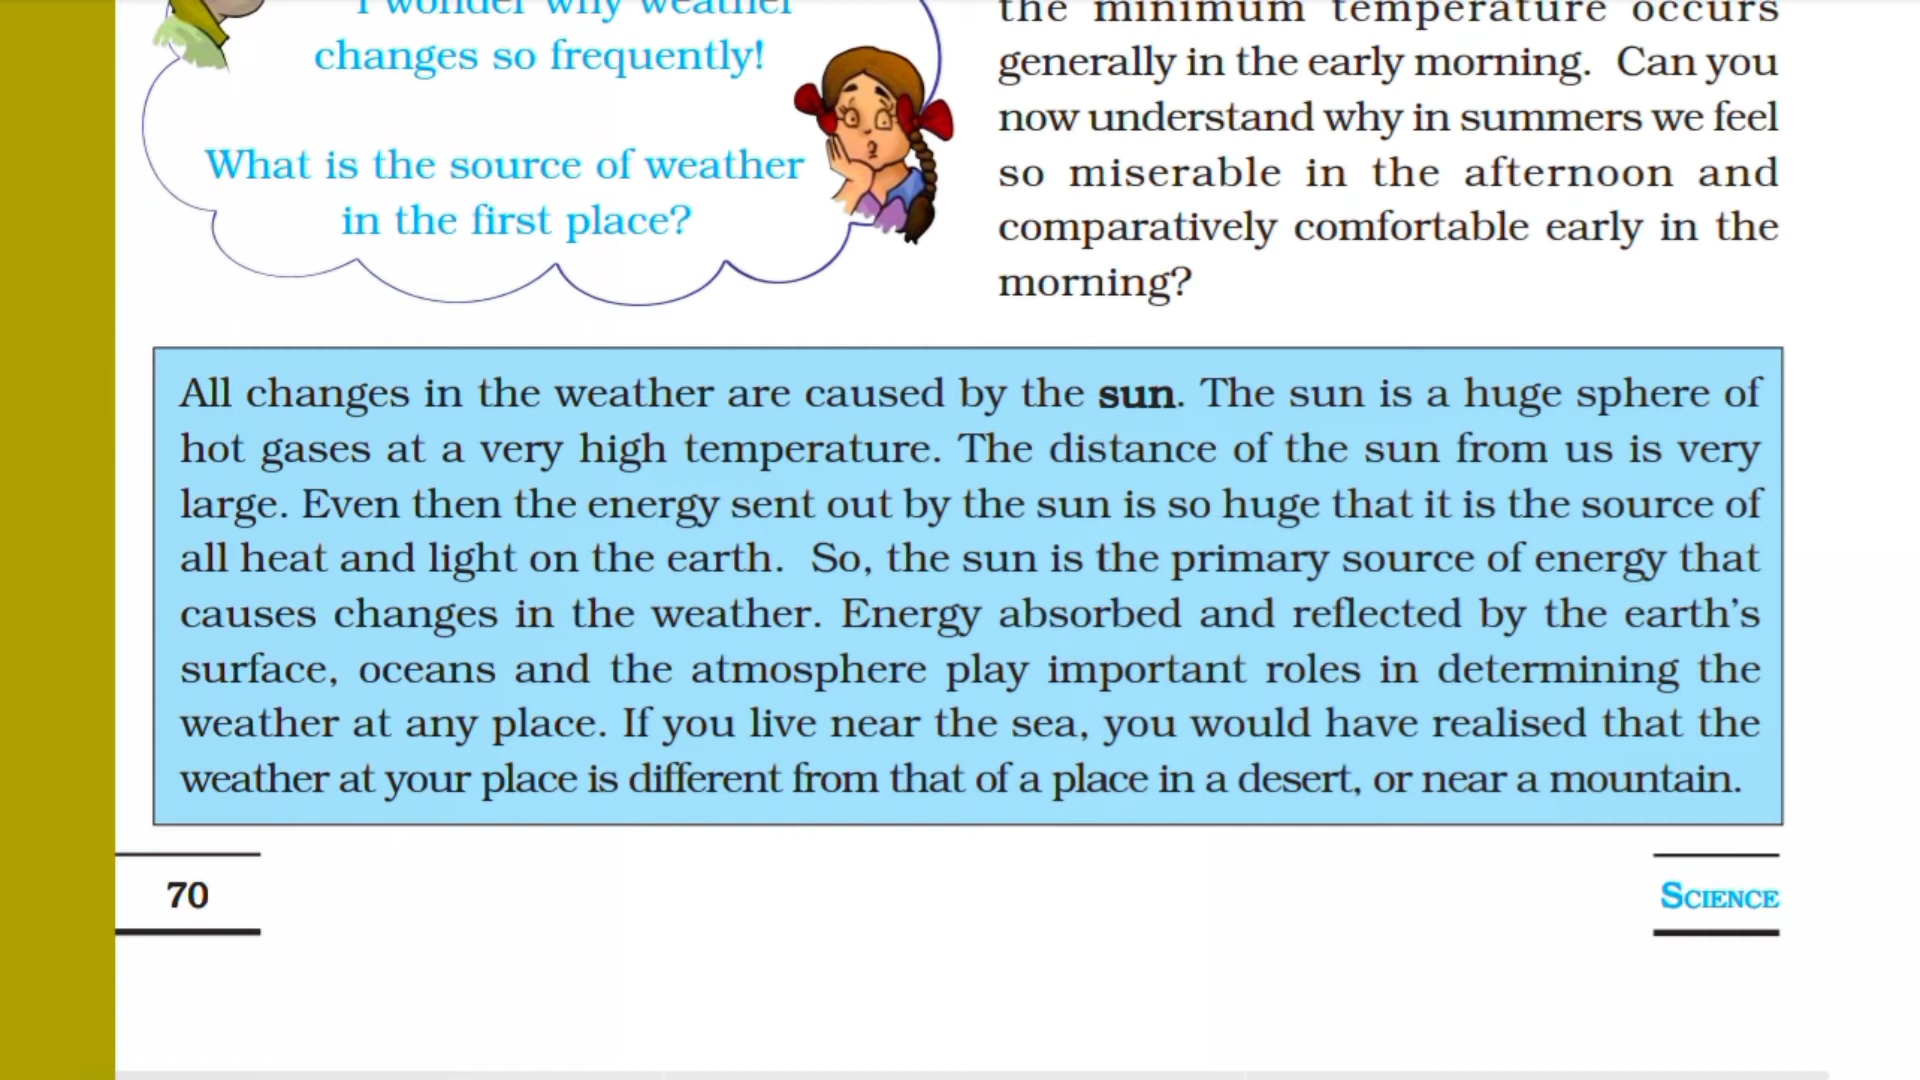 I wonder why weather
changes so frequently!
What is the source of weather
in the first place?
the minimum temperature occurs
generally in the early morning. Can you
now understand why in summers we feel
so miserable in the afternoon and
comparatively comfortable early in the
morning?
All changes in the weather are caused by the sun. The sun is a huge sphere of
hot gases at a very high temperature. The distance of the sun from us is very
large. Even then the energy sent out by the sun is so huge that it is the source of
all heat and light on the earth. So, the sun is the primary source of energy that
causes changes in the weather. Energy absorbed and reflected by the earth's
surface, oceans and the atmosphere play important roles in determining the
weather at any place. If you live near the sea, you would have realised that the
weather at your place is different from that of a place in a desert, or near a mountain.
70
SCIENCE